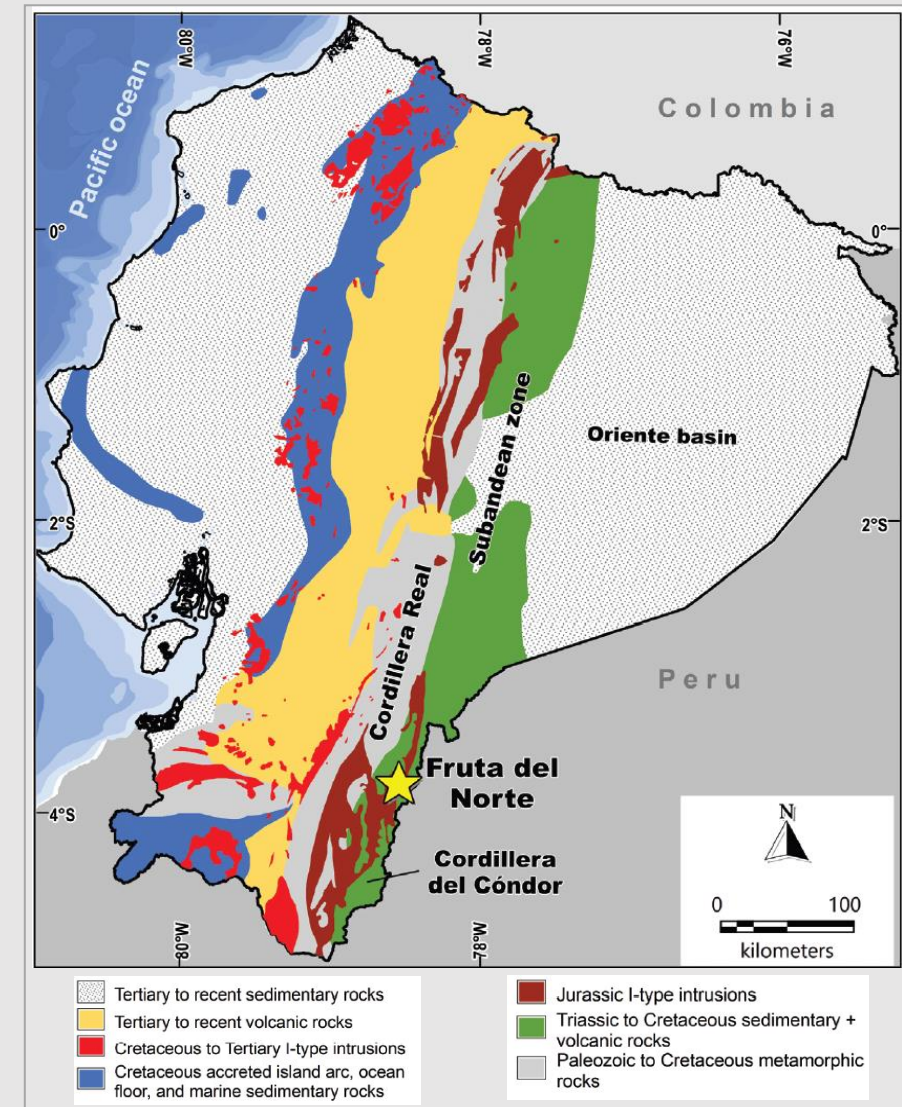 80°W
78°W
76°W
Colombia
Pacific ocean
0°
0°
Oriente basin
Subandean zone
2°S
2°S
Cordillera Real
Peru
Fruta del
Norte
4°S
Cordillera
del Cóndor
N
0 100
kilometers
80°W
78°W
Tertiary to recent sedimentary rocks
Tertiary to recent volcanic rocks
Cretaceous to Tertiary I-type intrusions
Cretaceous accreted island arc, ocean
floor, and marine sedimentary rocks
Jurassic I-type intrusions
Triassic to Cretaceous sedimentary +
volcanic rocks
Paleozoic to Cretaceous metamorphic
rocks